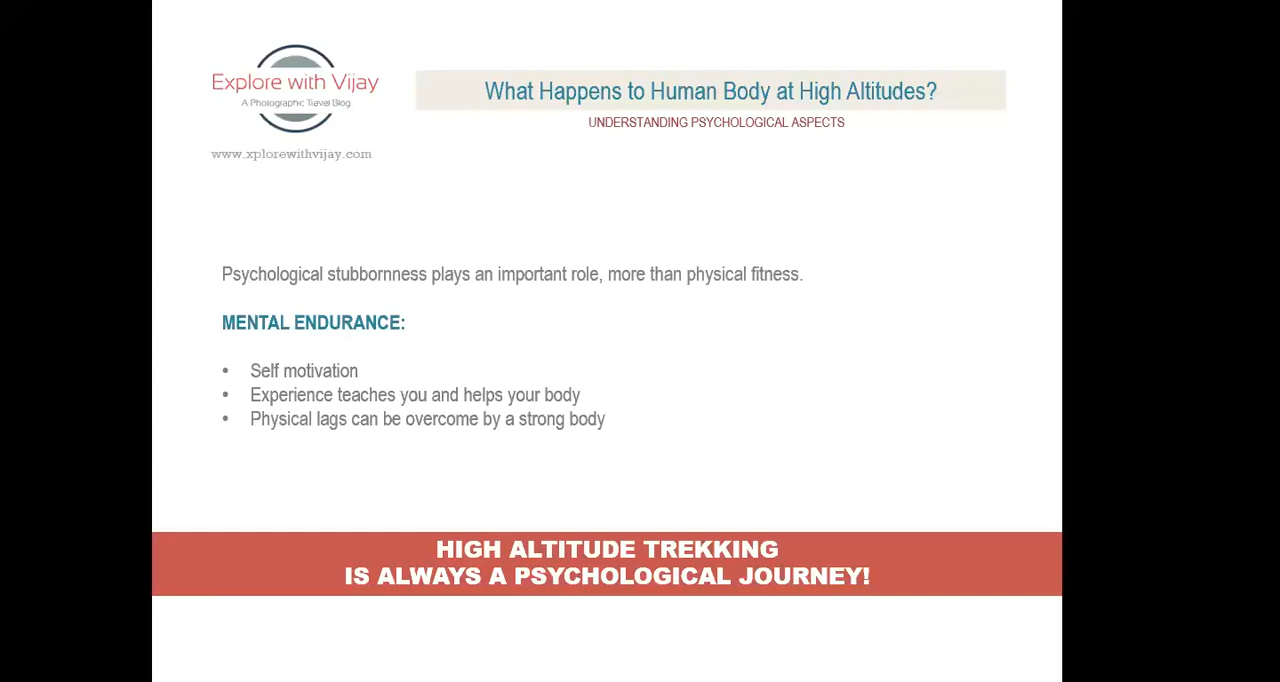 Explore with Vijay
A Photographic Travel Blog
www.xplorewithvijay.com
What Happens to Human Body at High Altitudes?
UNDERSTANDING PSYCHOLOGICAL ASPECTS
Psychological stubbornness plays an important role, more than physical fitness.
MENTAL ENDURANCE:
• Self motivation
• Experience teaches you and helps your body
• Physical lags can be overcome by a strong body
HIGH ALTITUDE TREKKING
IS ALWAYS A PSYCHOLOGICAL JOURNEY!